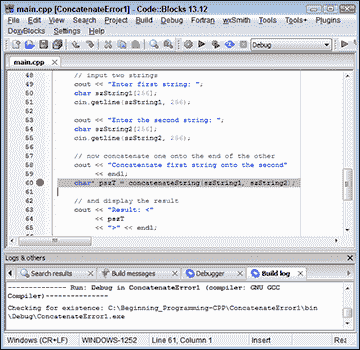 main.cpp [ConcatenateError1] - Code::Blocks 13.12
File Edit View Search Project Build Debug Fortran wxSmith Tools Tools+ Plugins
DoxyBlocks Settings Help
Debug
main.cpp
48 // input two strings
49 cout << "Enter first string: ";
50 char szString1[256];
51 cin.getline(szString1, 256);
52
53 cout << "Enter the second string: ";
54 char szString2[256];
55 cin.getline(szString2, 256);
56
57 // now concatenate one onto the end of the other
58 cout << "Concatentate first string onto the second"
59 << endl;
60 char* pszT = concatenateString(szString1, szString2);
61
62 // and display the result
63 cout << "Result: <"
64 << pszT
65 << ">" << endl;
Logs & others
Search results Build messages Debugger Build log
-------------- Run: Debug in ConcatenateError1 (compiler: GNU GCC
Compiler)---------------
Checking for existence: C:\Beginning_Programming-CPP\ConcatenateError1\bin
\Debug\ConcatenateError1.exe
Windows (CR+LF) WINDOWS-1252 Line 61, Column 1 Insert Read